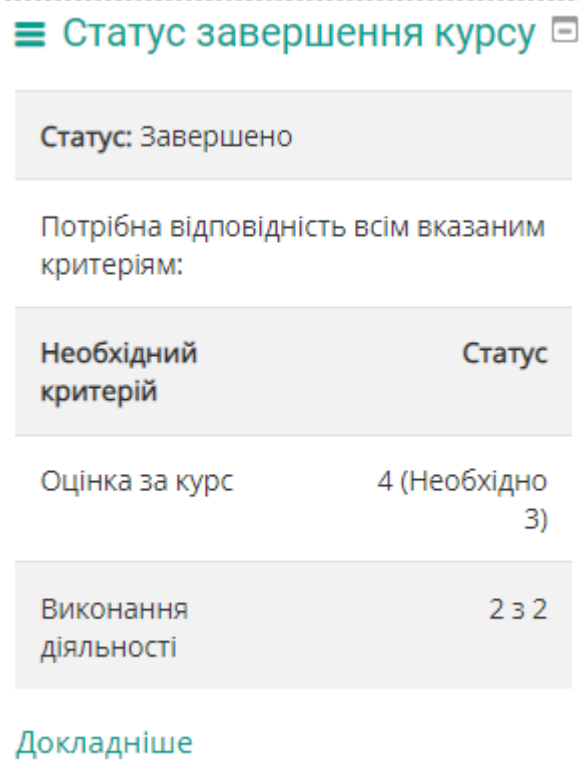 Статус завершення курсу
Статус: Завершено
Потрібна відповідність всім вказаним
критеріям:
Необхідний Статус
критерій
Оцінка за курс 4 (Необхідно
3)
Виконання 2 з 2
діяльності
Докладніше